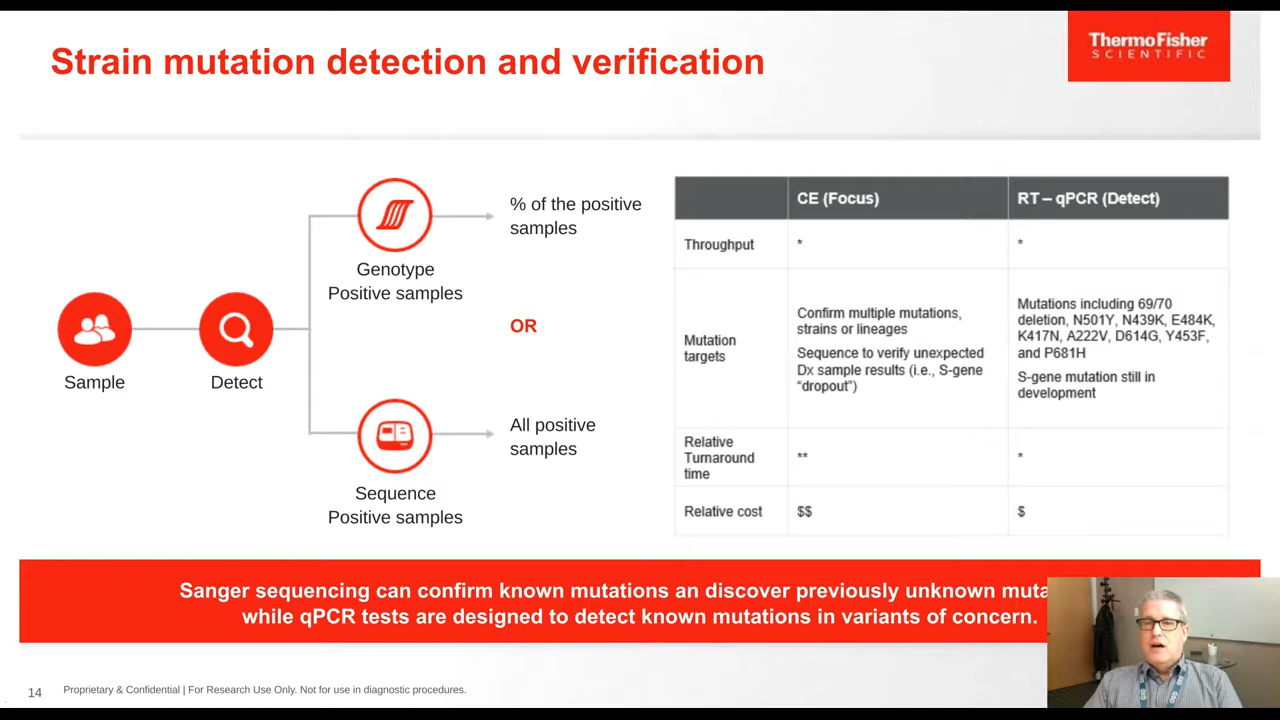 Strain mutation detection and verification
ThermoFisher
SCIENTIFIC
Sample
Detect
Genotype
Positive samples
% of the positive
samples
OR
Sequence
Positive samples
All positive
samples
CE (Focus)
RT – qPCR (Detect)
Throughput
*
*
Mutation
targets
Confirm multiple mutations,
strains or lineages
Sequence to verify unexpected
Dx sample results (i.e., S-gene
“dropout”)
Mutations including 69/70
deletion, N501Y, N439K, E484K,
K417N, A222V, D614G, Y453F,
and P681H
S-gene mutation still in
development
Relative
Turnaround
time
**
*
Relative cost
$$
$
Sanger sequencing can confirm known mutations an discover previously unknown
while qPCR tests are designed to detect known mutations in variants of concern.
14
Proprietary & Confidential | For Research Use Only. Not for use in diagnostic procedures.